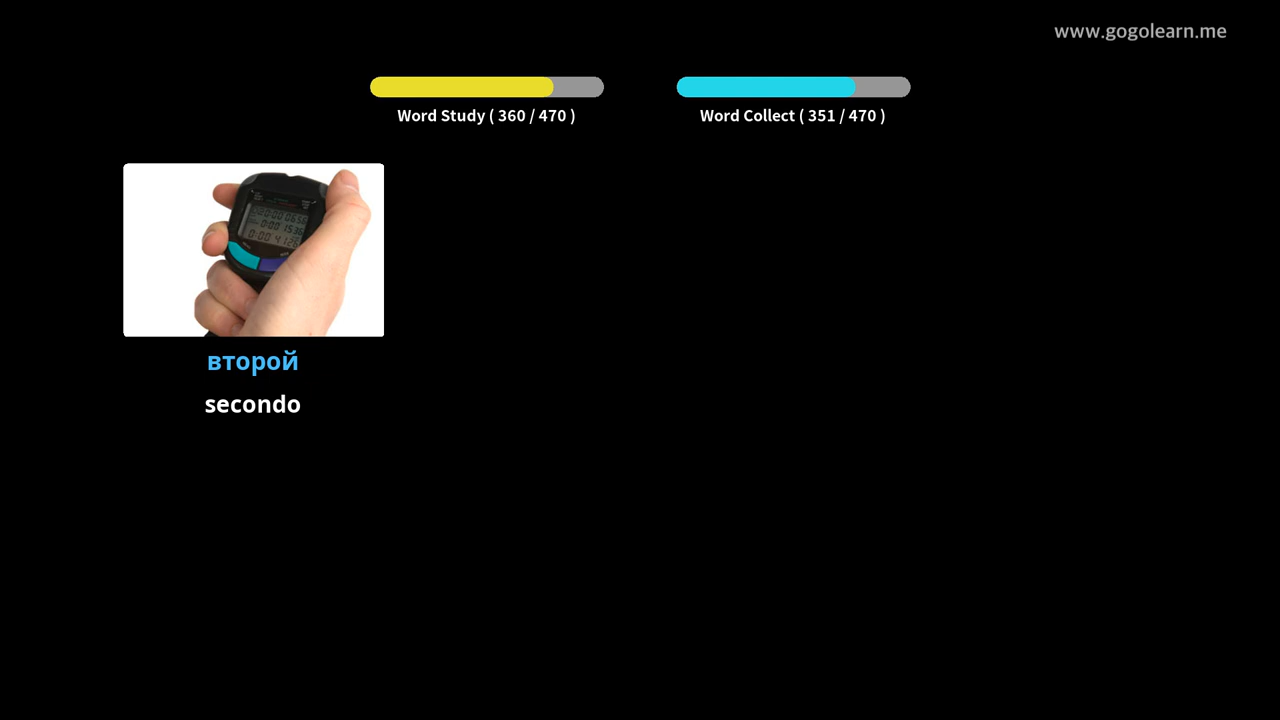 www.gogolearn.me
Word Study ( 360 / 470 )
Word Collect ( 351 / 470 )
второй
secondo